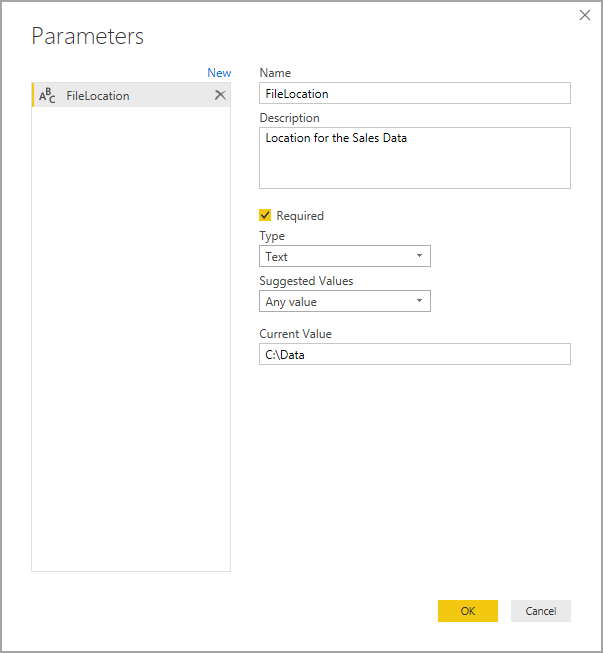 Parameters
New
ABC FileLocation
Name
FileLocation
Description
Location for the Sales Data
Required
Type
Text
Suggested Values
Any value
Current Value
C:\Data
OK
Cancel